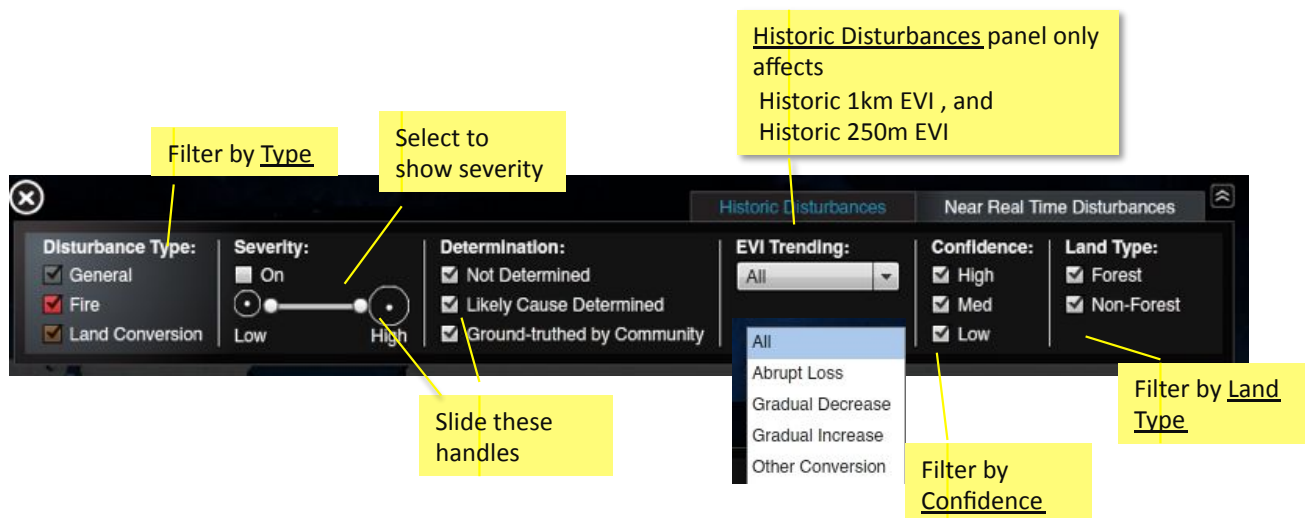 Historic Disturbances panel only
affects
Historic 1km EVI , and
Historic 250m EVI
Filter by Type
Select to
show severity
Historic Disturbances
Near Real Time Disturbances
Disturbance Type:
General
Fire
Land Conversion
Severity:
On
Low
High
Determination:
Not Determined
Likely Cause Determined
Ground-truthed by Community
EVI Trending:
All
All
Abrupt Loss
Gradual Decrease
Gradual Increase
Other Conversion
Confidence:
High
Med
Low
Land Type:
Forest
Non-Forest
Slide these
handles
Filter by
Confidence
Filter by Land
Type